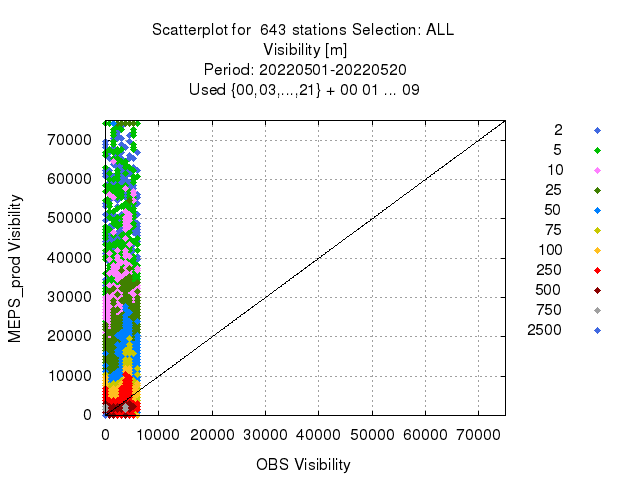 Scatterplot for 643 stations Selection: ALL
Visibility [m]
Period: 20220501-20220520
Used {00,03,...,21} + 00 01 ... 09
MEPS_prod Visibility
70000
60000
50000
40000
30000
20000
10000
0
0 10000 20000 30000 40000 50000 60000 70000
OBS Visibility
2
5
10
25
50
75
100
250
500
750
2500